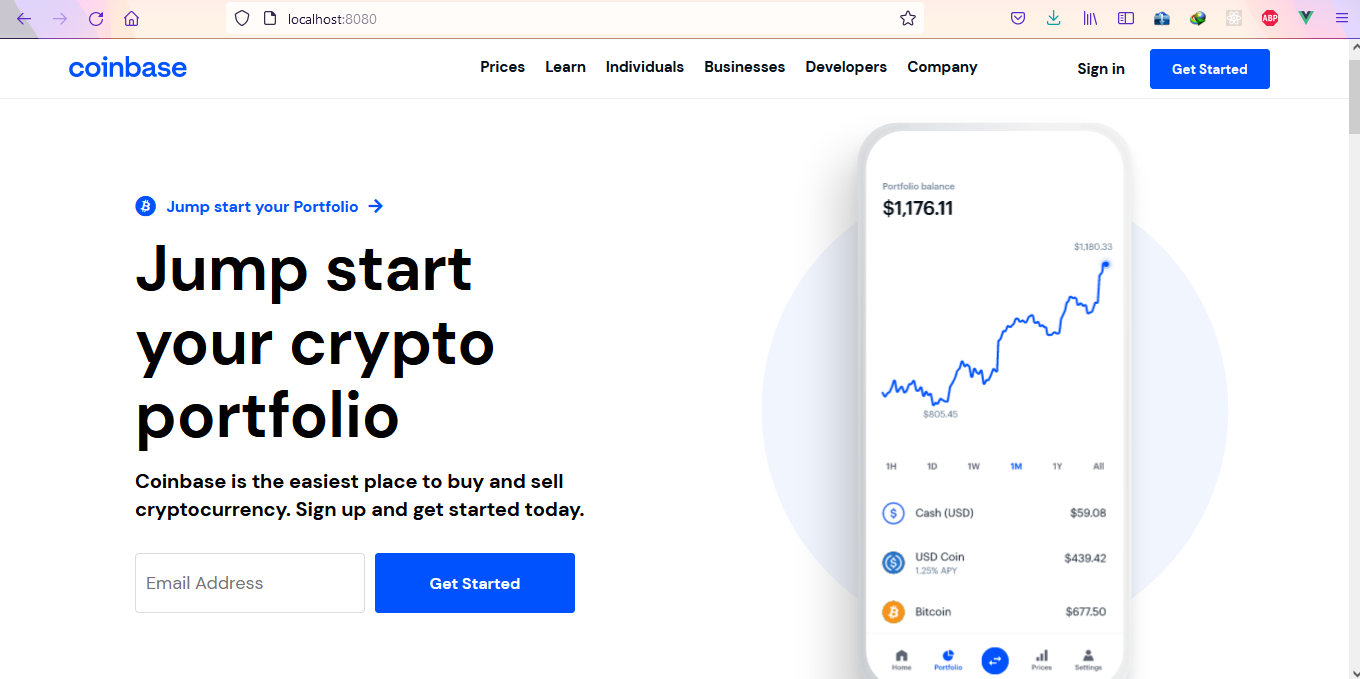 localhost:8080
ABP
coinbase
Prices Learn Individuals Businesses Developers Company
Sign in
Get Started
Jump start your Portfolio
Jump start
your crypto
portfolio
Coinbase is the easiest place to buy and sell
cryptocurrency. Sign up and get started today.
Email Address
Get Started
Portfolio balance
$1,176.11
$1,180.33
$805.45
1H 1D 1W 1M 1Y All
Cash (USD) $59.08
USD Coin $439.42
1.25% APY
Bitcoin $677.50
Home Portfolio Prices Settings